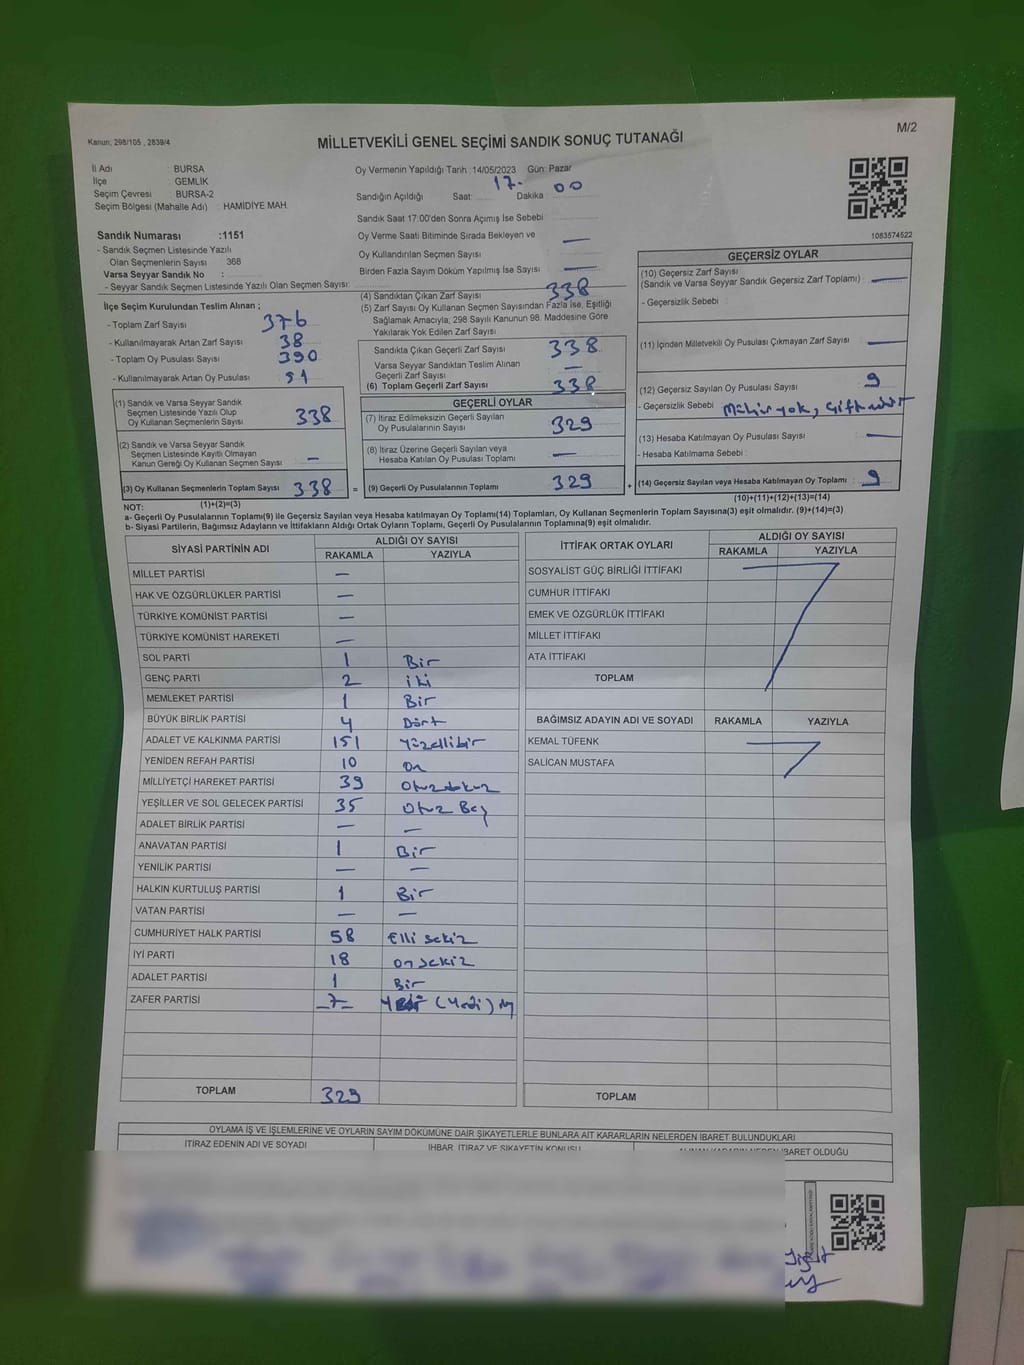 M/2
Kanun: 298/105 , 2839/4
MİLLETVEKİLİ GENEL SEÇİMİ SANDIK SONUÇ TUTANAĞI
İl Adı : BURSA
İlçe : GEMLİK
Seçim Çevresi : BURSA-2
Seçim Bölgesi (Mahalle Adı) : HAMİDİYE MAH.
Sandık Numarası :1151
- Sandık Seçmen Listesinde Yazılı
Olan Seçmenlerin Sayısı 368
Varsa Seyyar Sandık No :
- Seyyar Sandık Seçmen Listesinde Yazılı Olan Seçmen Sayısı:
Oy Vermenin Yapıldığı Tarih :14/05/2023 Gün: Pazar
Sandığın Açıldığı Saat: 17- Dakika 00
Sandık Saat 17:00'den Sonra Açımış İse Sebebi
Oy Verme Saati Bitiminde Sırada Bekleyen ve
Oy Kullandırılan Seçmen Sayısı —
Birden Fazla Sayım Döküm Yapılmış İse Sayısı —
1083574522
İlçe Seçim Kurulundan Teslim Alınan ;
- Toplam Zarf Sayısı 376
- Kullanılmayarak Artan Zarf Sayısı 38
- Toplam Oy Pusulası Sayısı 390
- Kullanılmayarak Artan Oy Pusulası 51
(1) Sandık ve Varsa Seyyar Sandık
Seçmen Listesinde Yazılı Olup
Oy Kullanan Seçmenlerin Sayısı 338
(2) Sandık ve Varsa Seyyar Sandık
Seçmen Listesinde Kayıtlı Olmayan
Kanun Gereği Oy Kullanan Seçmen Sayısı —
(3) Oy Kullanan Seçmenlerin Toplam Sayısı 338 =
(1)+(2)=(3)
(4) Sandıktan Çıkan Zarf Sayısı 338
(5) Zarf Sayısı Oy Kullanan Seçmen Sayısından Fazla İse, Eşitliği
Sağlamak Amacıyla, 298 Sayılı Kanunun 98. Maddesine Göre
Yakılarak Yok Edilen Zarf Sayısı
Sandıkta Çıkan Geçerli Zarf Sayısı 338
Varsa Seyyar Sandıktan Teslim Alınan
Geçerli Zarf Sayısı —
(6) Toplam Geçerli Zarf Sayısı 338
GEÇERLİ OYLAR
(7) İtiraz Edilmeksizin Geçerli Sayılan
Oy Pusulalarının Sayısı 329
(8) İtiraz Üzerine Geçerli Sayılan veya
Hesaba Katılan Oy Pusulası Toplamı —
(9) Geçerli Oy Pusulalarının Toplamı 329 +
GEÇERSİZ OYLAR
(10) Geçersiz Zarf Sayısı
(Sandık ve Varsa Seyyar Sandık Geçersiz Zarf Toplamı) : —
- Geçersizlik Sebebi
(11) İçinden Milletvekili Oy Pusulası Çıkmayan Zarf Sayısı —
(12) Geçersiz Sayılan Oy Pusulası Sayısı 9
- Geçersizlik Sebebi Mühür yok,
(13) Hesaba Katılmayan Oy Pusulası Sayısı —
- Hesaba Katılmama Sebebi :
(14) Geçersiz Sayılan veya Hesaba Katılmayan Oy Toplamı : 9
(10)+(11)+(12)+(13)=(14)
NOT:
a- Geçerli Oy Pusulalarının Toplamı(9) ile Geçersiz Sayılan veya Hesaba Katılmayan Oy Toplamı(14) Toplamları, Oy Kullanan Seçmenlerin Toplam Sayısına(3) eşit olmalıdır. (9)+(14)=(3)
b- Siyasi Partilerin, Bağımsız Adayların ve İttifakların Aldığı Ortak Oyların Toplamı, Geçerli Oy Pusulalarının Toplamına(9) eşit olmalıdır.
SİYASİ PARTİNİN ADI ALDIĞI OY SAYISI
RAKAMLA YAZIYLA
MİLLET PARTİSİ —
HAK VE ÖZGÜRLÜKLER PARTİSİ —
TÜRKİYE KOMÜNİST PARTİSİ —
TÜRKİYE KOMÜNİST HAREKETİ —
SOL PARTİ 1 Bir
GENÇ PARTİ 2 iki
MEMLEKET PARTİSİ 1 Bir
BÜYÜK BİRLİK PARTİSİ 4 Dört
ADALET VE KALKINMA PARTİSİ 151 Yüzellibir
YENİDEN REFAH PARTİSİ 10 On
MİLLİYETÇİ HAREKET PARTİSİ 39 Otuzdokuz
YEŞİLLER VE SOL GELECEK PARTİSİ 35 Otuz Beş
ADALET BİRLİK PARTİSİ — —
ANAVATAN PARTİSİ 1 Bir
YENİLİK PARTİSİ — —
HALKIN KURTULUŞ PARTİSİ 1 Bir
VATAN PARTİSİ — —
CUMHURİYET HALK PARTİSİ 58 Elli sekiz
İYİ PARTİ 18 onsekiz
ADALET PARTİSİ 1 Bir
ZAFER PARTİSİ -7- (Yedi)
TOPLAM 329
İTTİFAK ORTAK OYLARI ALDIĞI OY SAYISI
RAKAMLA YAZIYLA
SOSYALİST GÜÇ BİRLİĞİ İTTİFAKI
CUMHUR İTTİFAKI
EMEK VE ÖZGÜRLÜK İTTİFAKI
MİLLET İTTİFAKI
ATA İTTİFAKI
TOPLAM
BAĞIMSIZ ADAYIN ADI VE SOYADI RAKAMLA YAZIYLA
KEMAL TÜFENK
SALİCAN MUSTAFA
TOPLAM
OYLAMA İŞ VE İŞLEMLERİNE VE OYLARIN SAYIM DÖKÜMÜNE DAİR ŞİKAYETLERLE BUNLARA AİT KARARLARIN NELERDEN İBARET BULUNDUKLARI
İTİRAZ EDENİN ADI VE SOYADI İHBAR, İTİRAZ VE ŞİKAYETİN KONUSU İBARET OLDUĞU